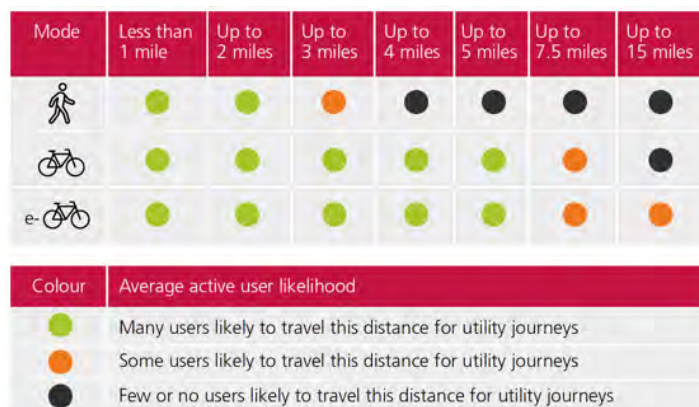 Mode Less than 1 mile Up to 2 miles Up to 3 miles Up to 4 miles Up to 5 miles Up to 7.5 miles Up to 15 miles
e-
Colour Average active user likelihood
Many users likely to travel this distance for utility journeys
Some users likely to travel this distance for utility journeys
Few or no users likely to travel this distance for utility journeys